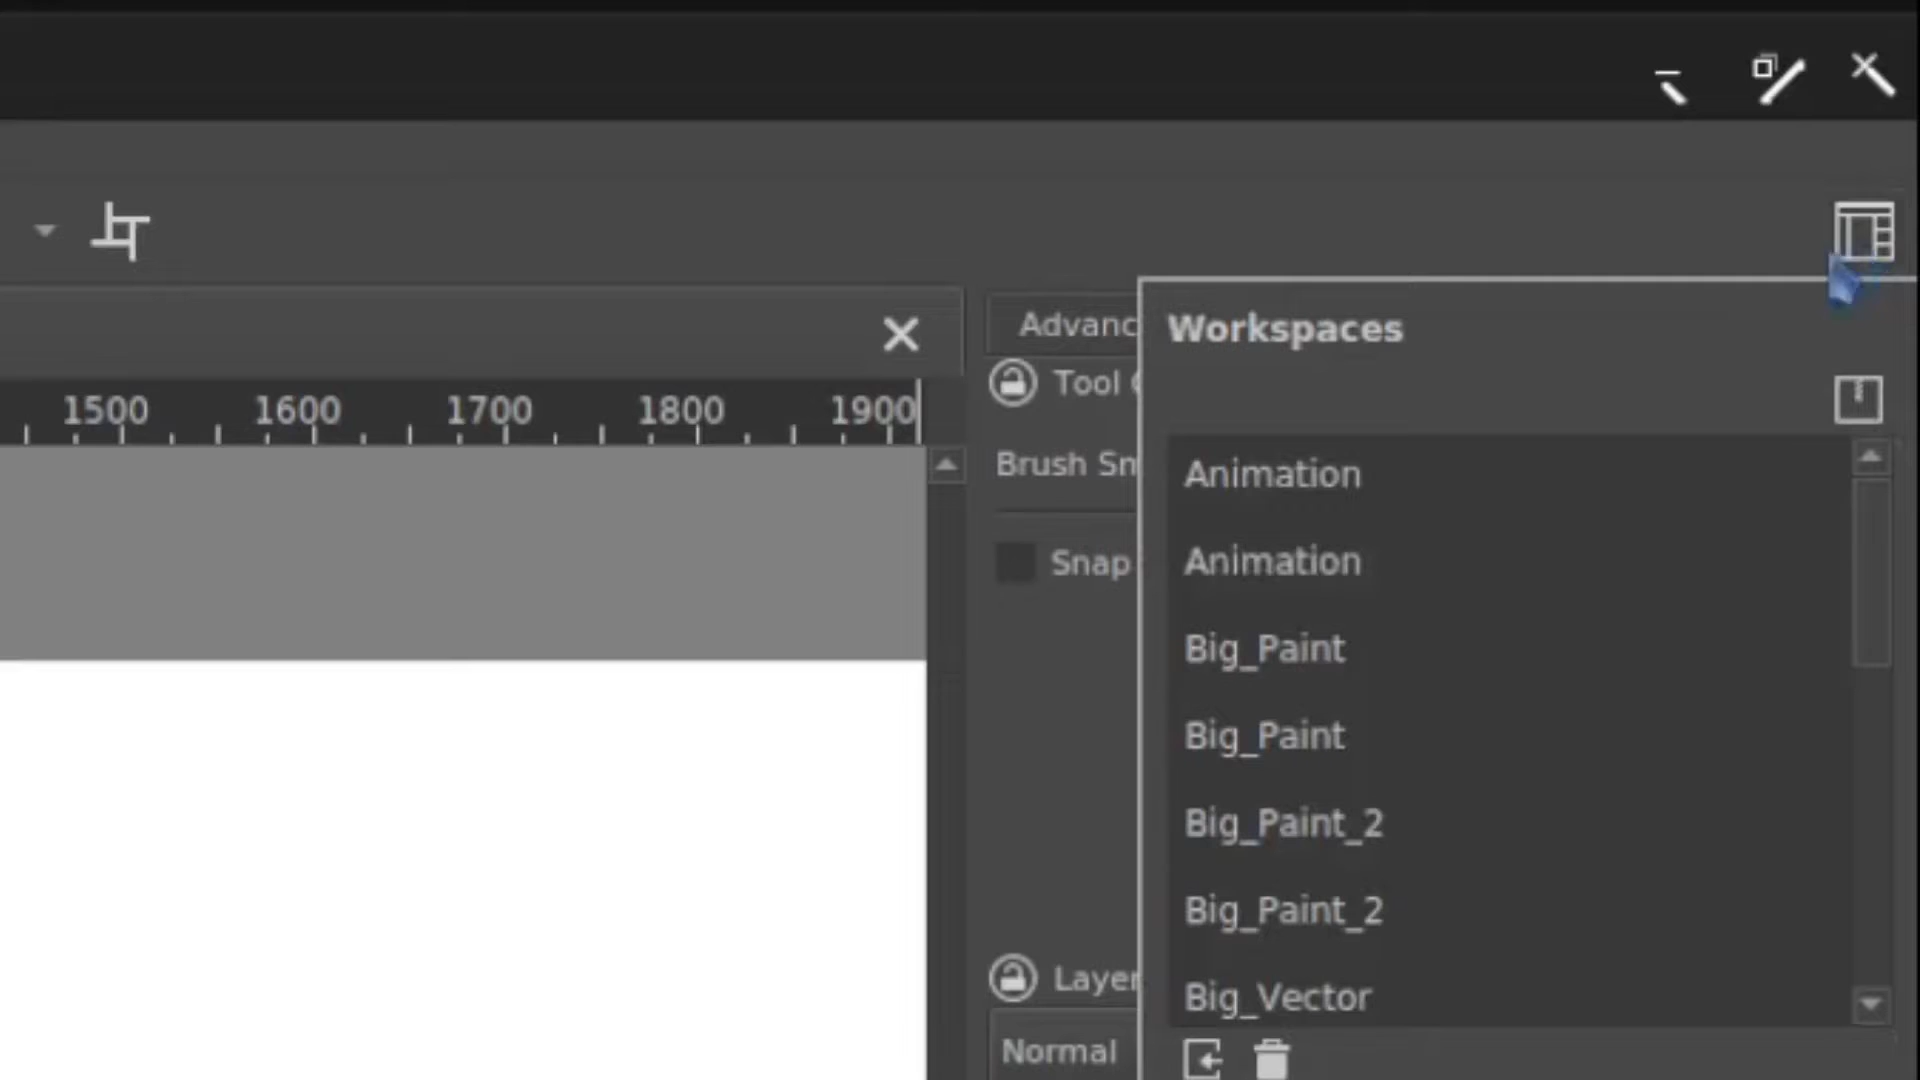 Advanc
Workspaces
Tool
1500 1600 1700 1800 1900
Brush Sm
Animation
Snap
Animation
Big_Paint
Big_Paint
Big_Paint_2
Big_Paint_2
Layer
Big_Vector
Normal